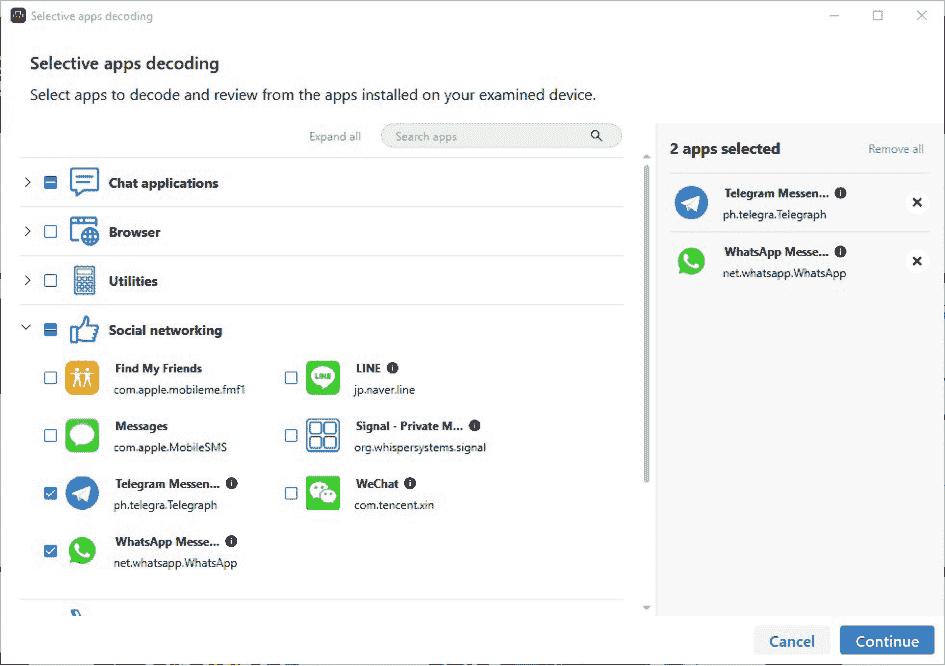 Selective apps decoding
Selective apps decoding
Select apps to decode and review from the apps installed on your examined device.
Expand all
Search apps
Chat applications
Browser
Utilities
Social networking
Find My Friends
com.apple.mobileme.fmf1
LINE
LINE
jp.naver.line
Messages
com.apple.MobileSMS
Signal - Private M...
org.whispersystems.signal
Telegram Messen...
ph.telegra.Telegraph
WeChat
com.tencent.xin
WhatsApp Messe...
net.whatsapp.WhatsApp
2 apps selected
Remove all
Telegram Messen...
ph.telegra.Telegraph
WhatsApp Messe...
net.whatsapp.WhatsApp
Cancel
Continue